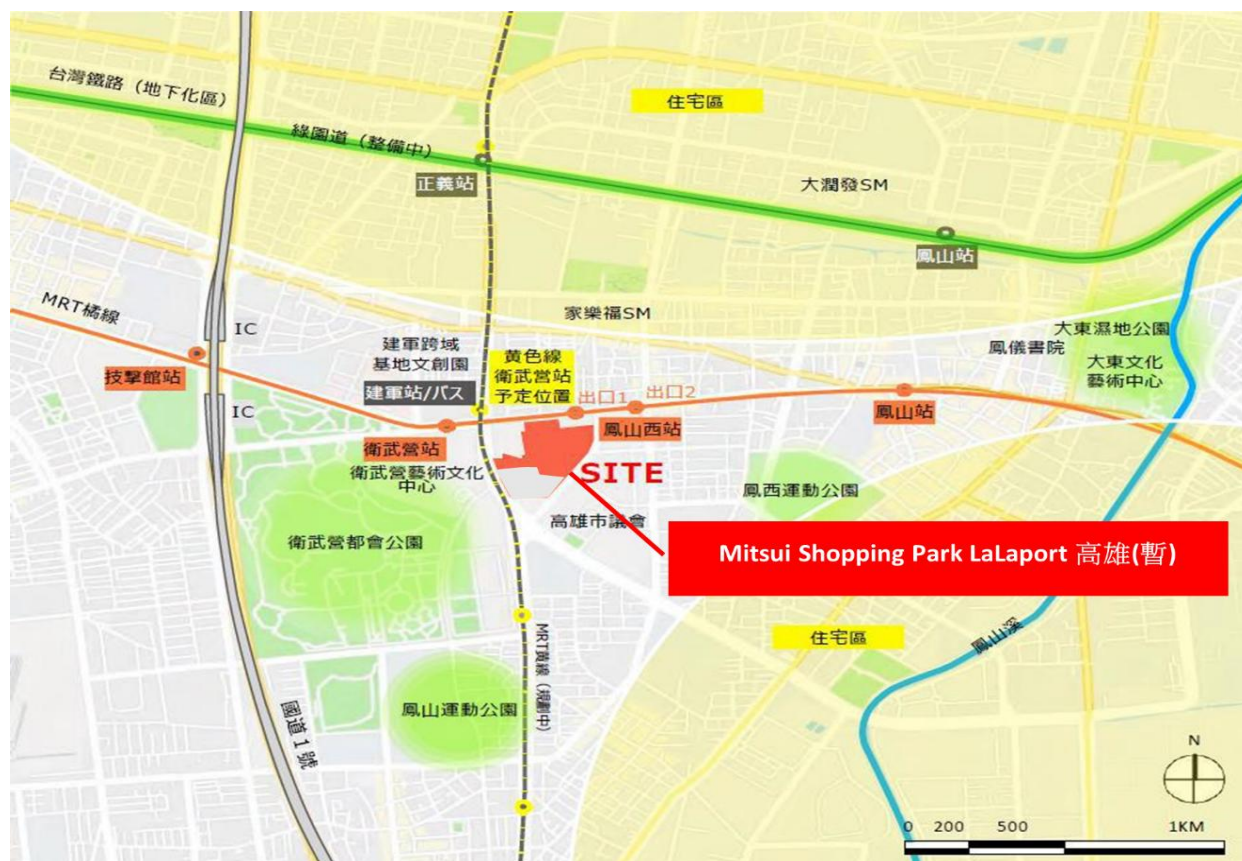 台灣鐵路（地下化區）
住宅區
綠園道（整備中）
正義站
大潤發SM
鳳山站
MRT橘線
IC
家樂福SM
大東濕地公園
鳳儀書院
大東文化
藝術中心
建軍跨域
基地文創園
黃色線
衛武營站
予定位置
技擊館站
建軍站/バス
出口1
出口2
鳳山站
IC
衛武營站
鳳山西站
衛武營藝術文化
中心
SITE
鳳西運動公園
高雄市議會
衛武營都會公園
Mitsui Shopping Park LaLaport 高雄(暫)
住宅區
鳳山溪
MRT黃線（規劃中）
鳳山運動公園
國道1號
N
0 200 500 1KM